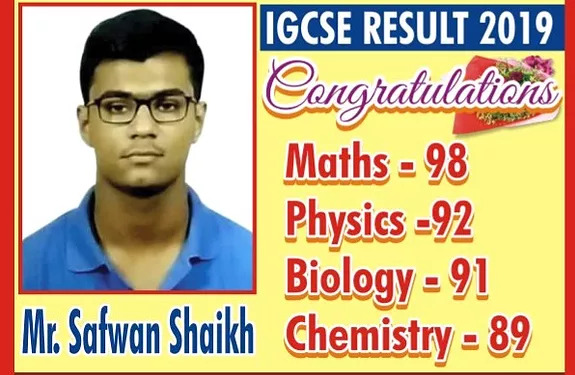 IGCSE RESULT 2019
Congratulations
Maths - 98
Physics -92
Biology - 91
Chemistry - 89
Mr. Safwan Shaikh